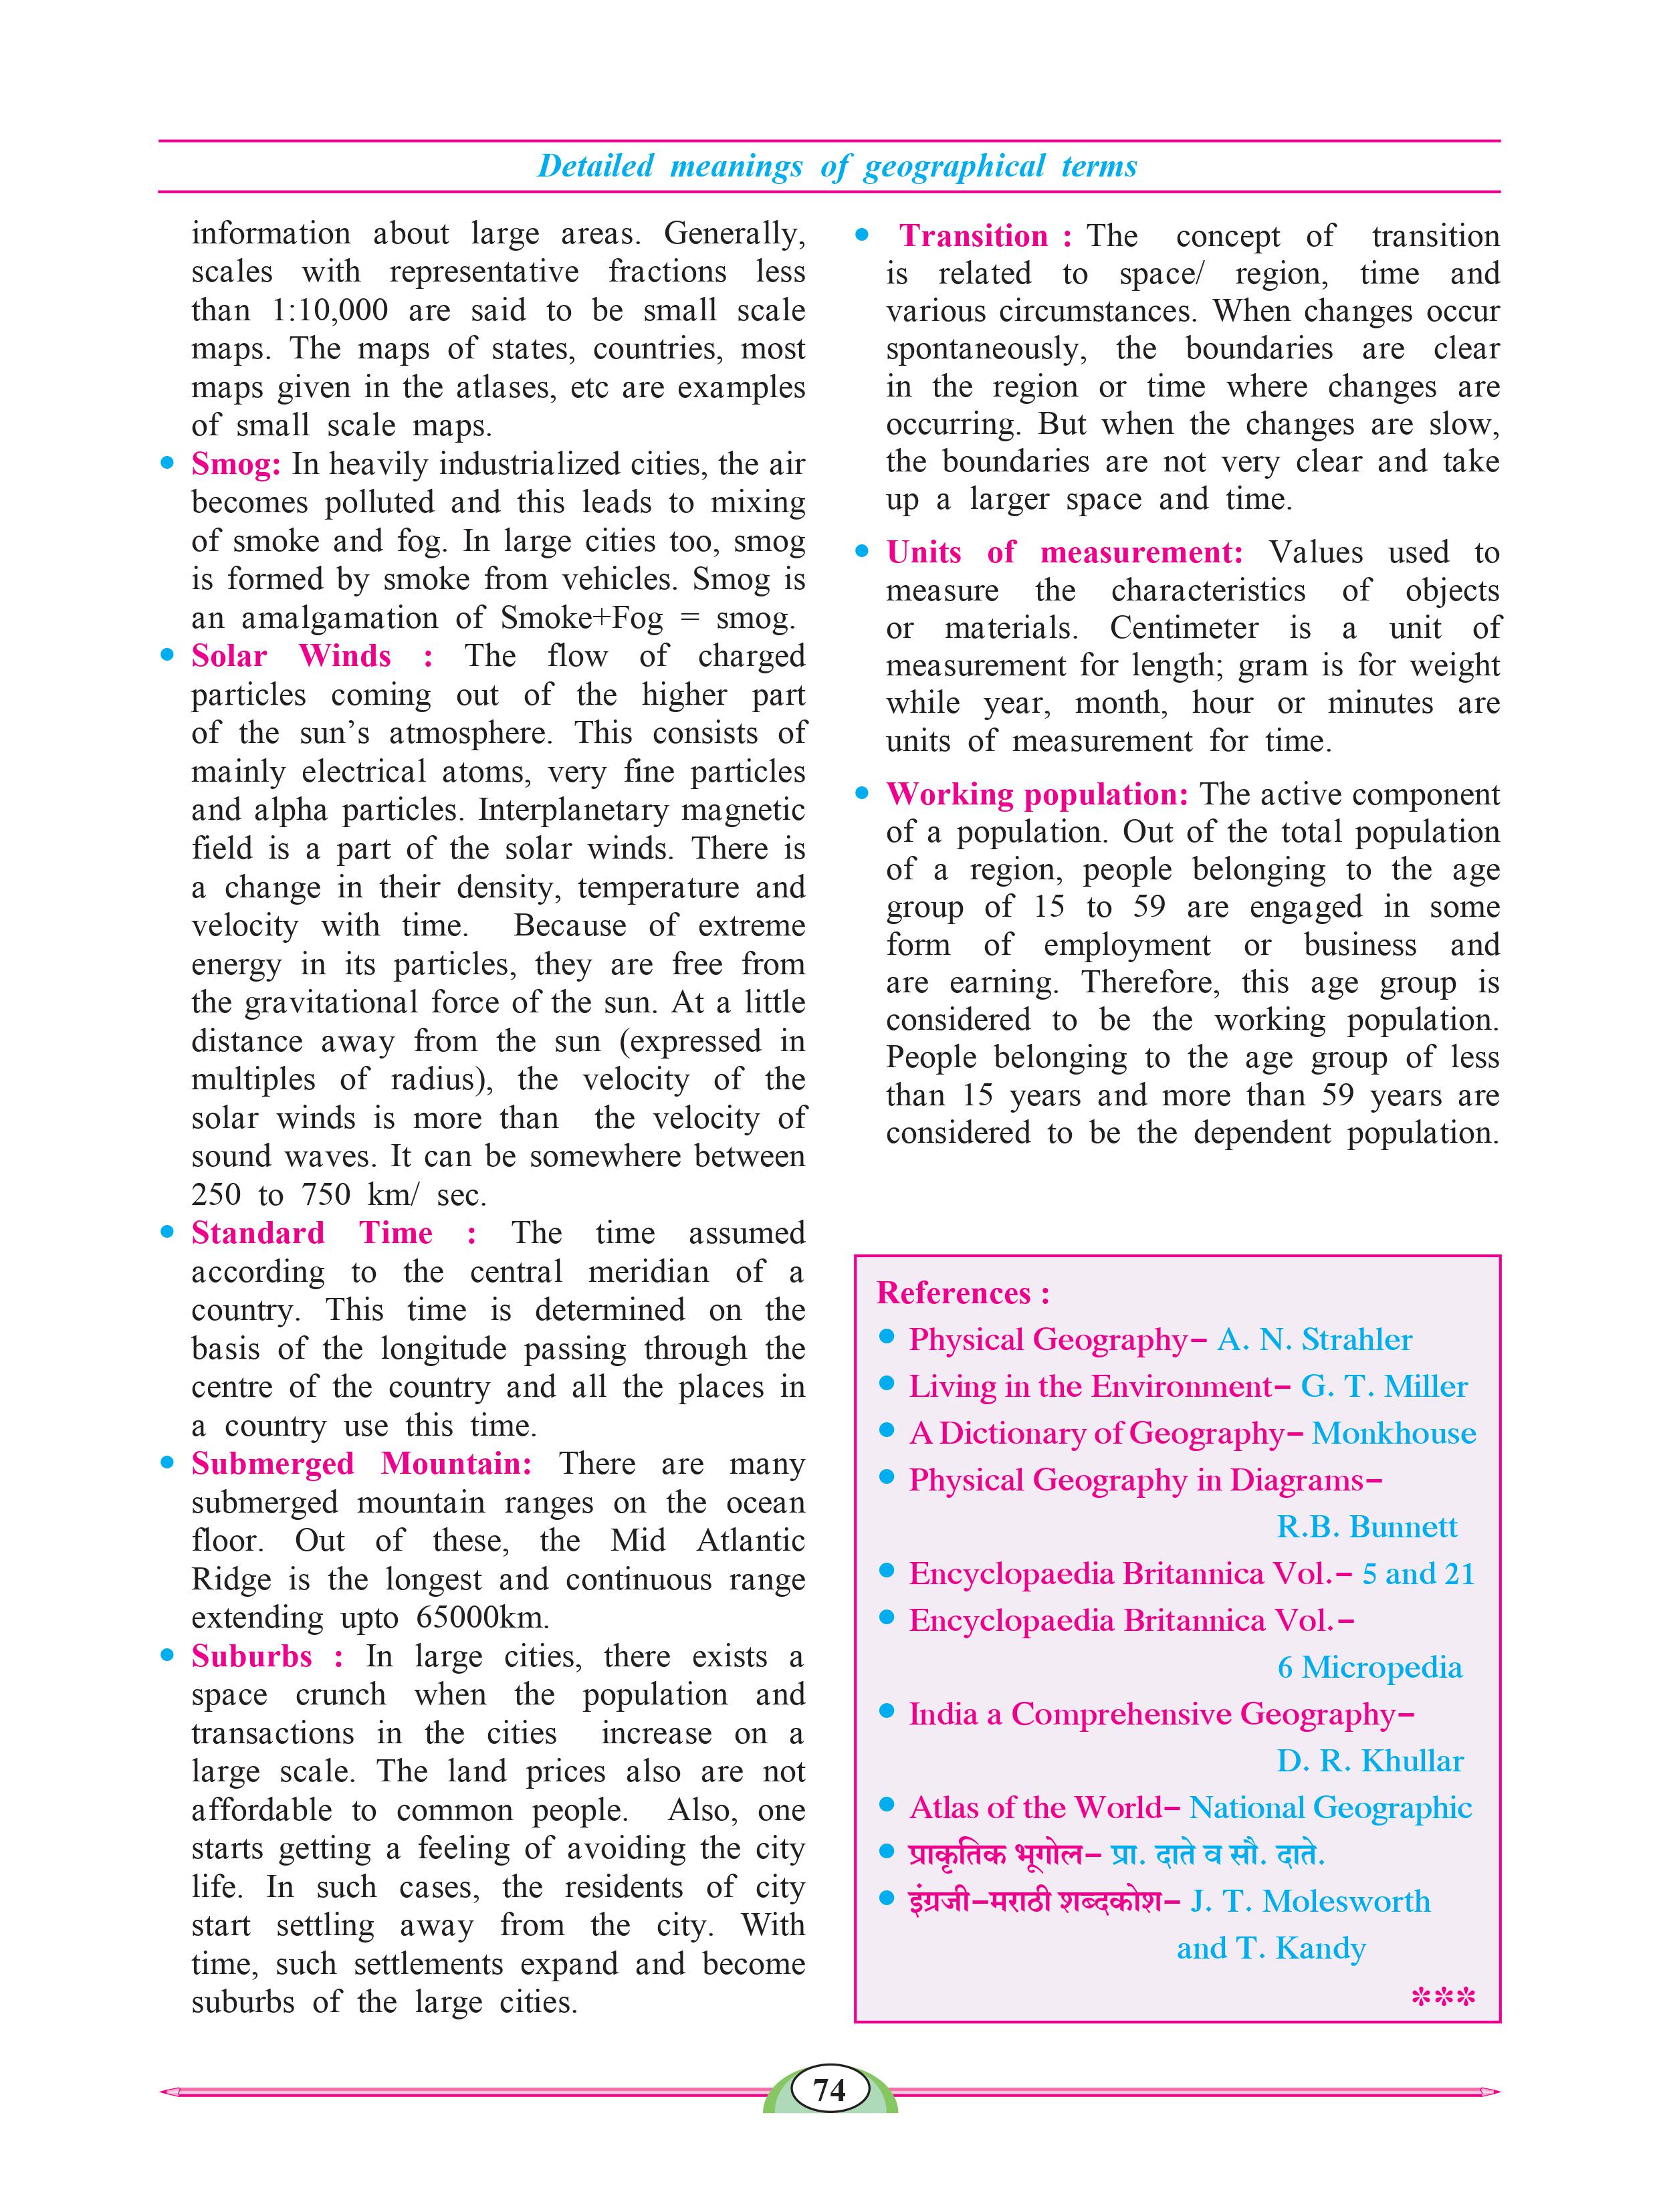 Detailed meanings of geographical terms
information about large areas. Generally,
scales with representative fractions less
than 1:10,000 are said to be small scale
maps. The maps of states, countries, most
maps given in the atlases, etc are examples
of small scale maps.
• Smog: In heavily industrialized cities, the air
becomes polluted and this leads to mixing
of smoke and fog. In large cities too, smog
is formed by smoke from vehicles. Smog is
an amalgamation of Smoke+Fog = smog.
• Solar Winds : The flow of charged
particles coming out of the higher part
of the sun’s atmosphere. This consists of
mainly electrical atoms, very fine particles
and alpha particles. Interplanetary magnetic
field is a part of the solar winds. There is
a change in their density, temperature and
velocity with time. Because of extreme
energy in its particles, they are free from
the gravitational force of the sun. At a little
distance away from the sun (expressed in
multiples of radius), the velocity of the
solar winds is more than the velocity of
sound waves. It can be somewhere between
250 to 750 km/ sec.
• Standard Time : The time assumed
according to the central meridian of a
country. This time is determined on the
basis of the longitude passing through the
centre of the country and all the places in
a country use this time.
• Submerged Mountain: There are many
submerged mountain ranges on the ocean
floor. Out of these, the Mid Atlantic
Ridge is the longest and continuous range
extending upto 65000km.
• Suburbs : In large cities, there exists a
space crunch when the population and
transactions in the cities increase on a
large scale. The land prices also are not
affordable to common people. Also, one
starts getting a feeling of avoiding the city
life. In such cases, the residents of city
start settling away from the city. With
time, such settlements expand and become
suburbs of the large cities.
• Transition : The concept of transition
is related to space/ region, time and
various circumstances. When changes occur
spontaneously, the boundaries are clear
in the region or time where changes are
occurring. But when the changes are slow,
the boundaries are not very clear and take
up a larger space and time.
• Units of measurement: Values used to
measure the characteristics of objects
or materials. Centimeter is a unit of
measurement for length; gram is for weight
while year, month, hour or minutes are
units of measurement for time.
• Working population: The active component
of a population. Out of the total population
of a region, people belonging to the age
group of 15 to 59 are engaged in some
form of employment or business and
are earning. Therefore, this age group is
considered to be the working population.
People belonging to the age group of less
than 15 years and more than 59 years are
considered to be the dependent population.
References :
• Physical Geography– A. N. Strahler
• Living in the Environment– G. T. Miller
• A Dictionary of Geography– Monkhouse
• Physical Geography in Diagrams–
R.B. Bunnett
• Encyclopaedia Britannica Vol.– 5 and 21
• Encyclopaedia Britannica Vol.–
6 Micropedia
• India a Comprehensive Geography–
D. R. Khullar
• Atlas of the World– National Geographic
• प्राकृतिक भूगोल– प्रा. दाते व सौ. दाते.
• इंग्रजी–मराठी शब्दकोश– J. T. Molesworth
and T. Kandy
***
74